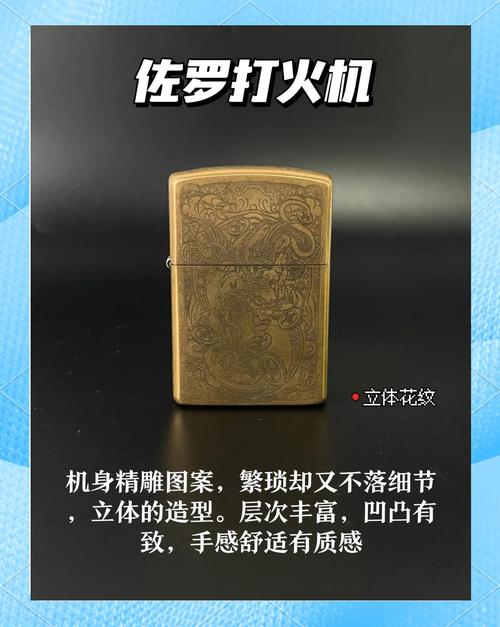 佐罗打火机
立体花纹
机身精雕图案，繁琐却又不落细节
，立体的造型。层次丰富，凹凸有
致，手感舒适有质感